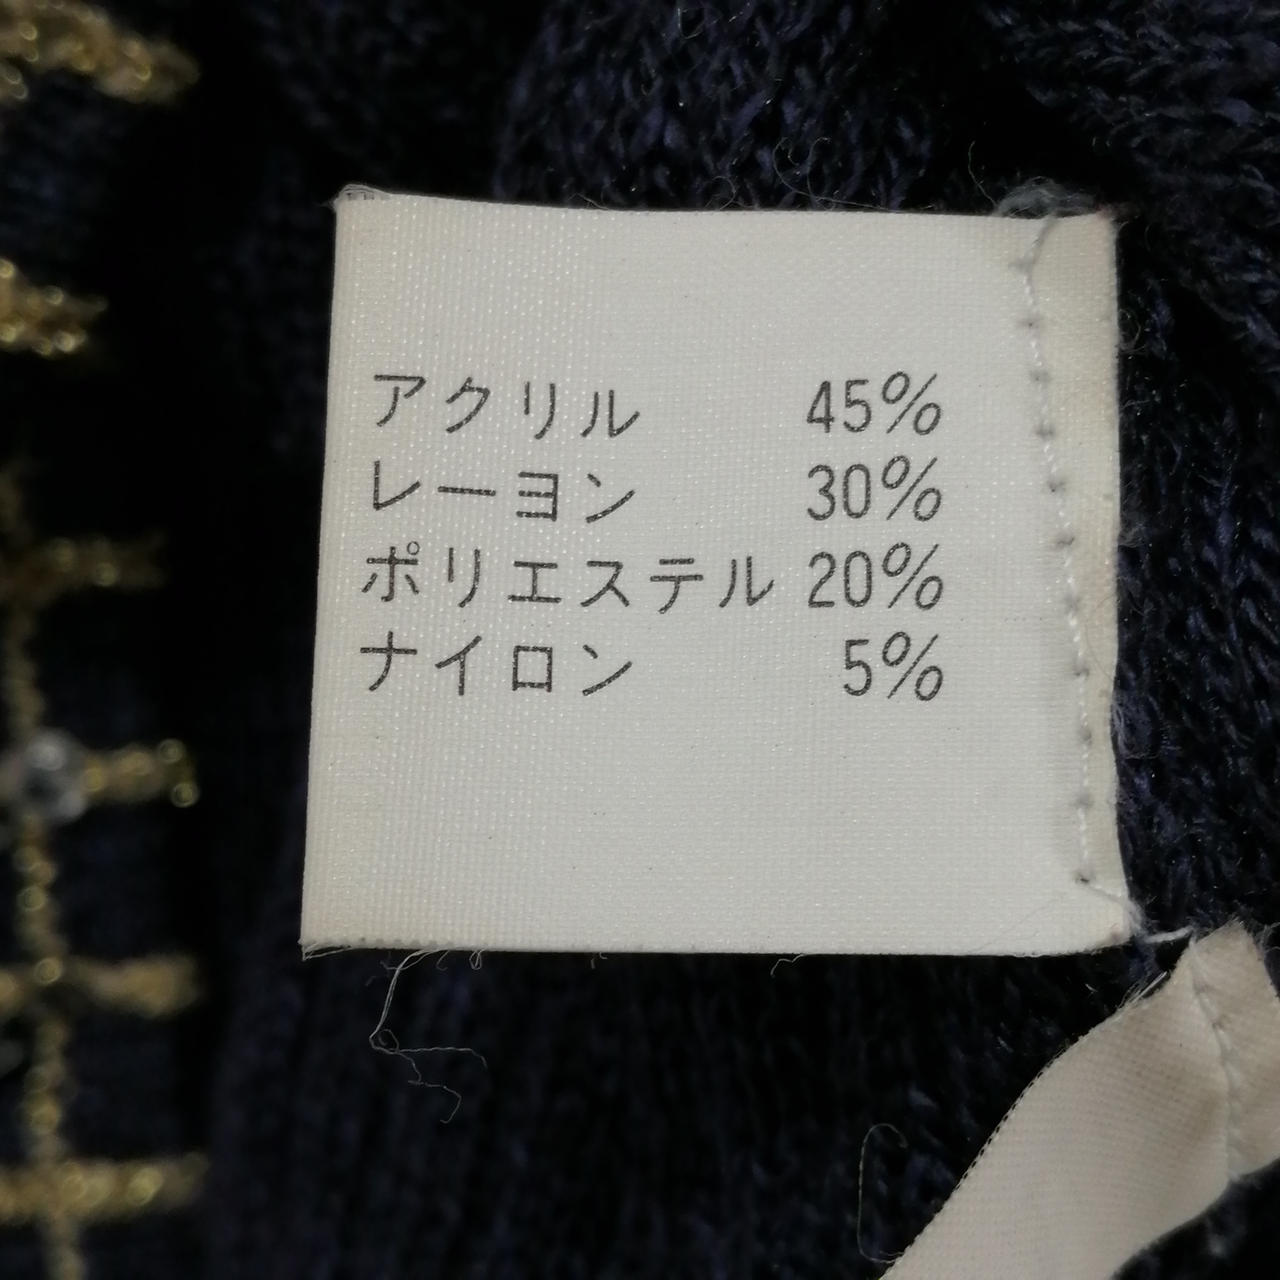 アクリル 45%
レーヨン 30%
ポリエステル 20%
ナイロン 5%